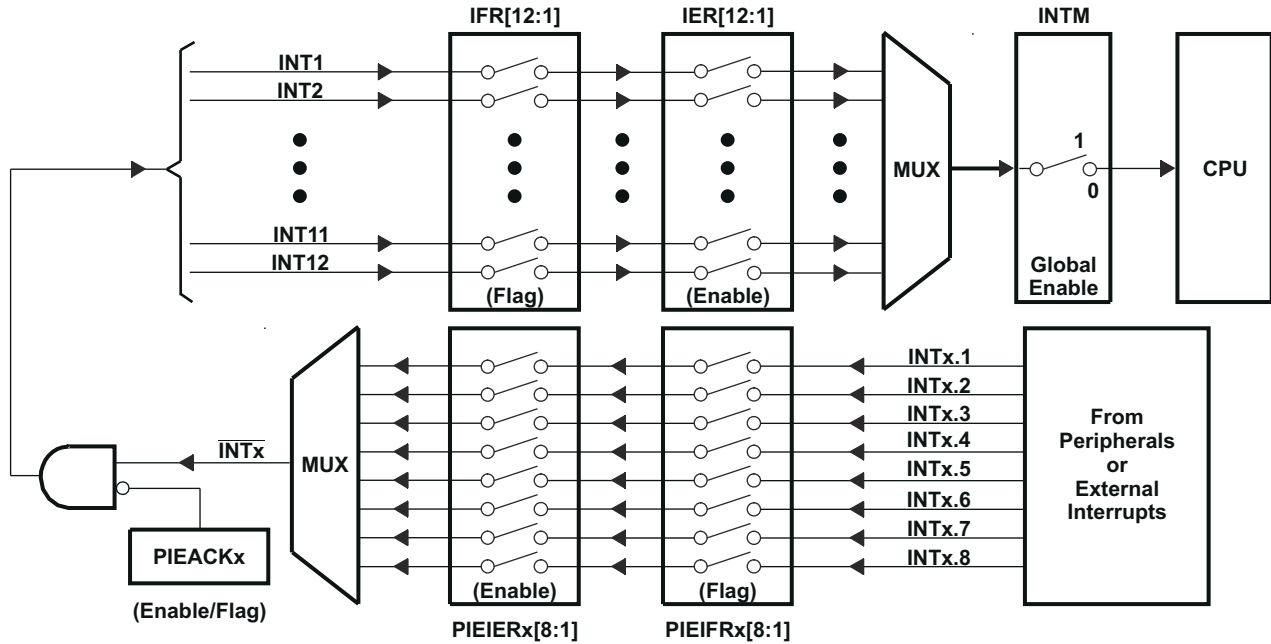 IFR[12:1]
IER[12:1]
INTM
INT1
INT2
1
MUX
CPU
0
INT11
INT12
Global
Enable
(Flag)
(Enable)
INTx.1
INTx.2
INTx.3
From
Peripherals
or
External
Interrupts
INTx.4
INTx
MUX
INTx.5
INTx.6
INTx.7
PIEACKx
INTx.8
(Enable)
(Flag)
(Enable/Flag)
PIEIERx[8:1]
PIEIFRx[8:1]